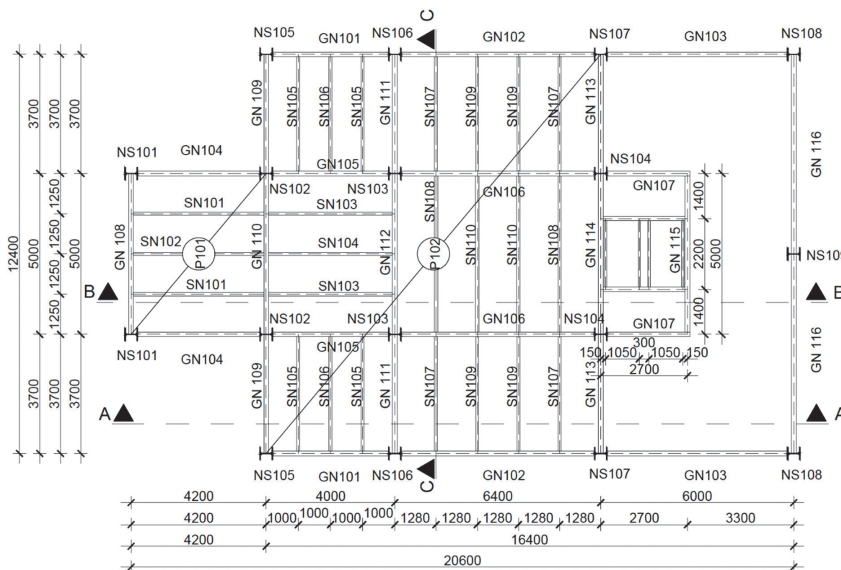 C
NS105 GN101 NS106 GN102 NS107 GN103 NS108
3700 3700 3700 GN 109 SN105 SN106 SN105 GN 111 SN107 SN109 SN109 SN107 GN 113 GN 116
NS101 GN104 GN105 NS104
NS102 NS103 GN106 GN107
12400 5000 1250 1250 1250 1250 5000
SN101 SN103
SN102 P101 SN104
SN101 SN103
GN 108 GN 110 GN 112 SN108 P102 SN110 SN110 SN108 GN 114 GN 115
1400 2200 1400 5000
NS109
B B
NS102 NS103 GN106 NS104 GN107
NS101 GN104 GN105
300
150 1050 1050 150
2700
3700 3700 3700 GN 109 SN105 SN106 SN105 GN 111 SN107 SN109 SN109 SN107 GN 113 GN 116
A A
NS105 GN101 NS106 GN102 NS107 GN103 NS108
C
4200 4000 6400 6000
4200 1000 1000 1000 1000 1280 1280 1280 1280 1280 2700 3300
4200 16400
20600